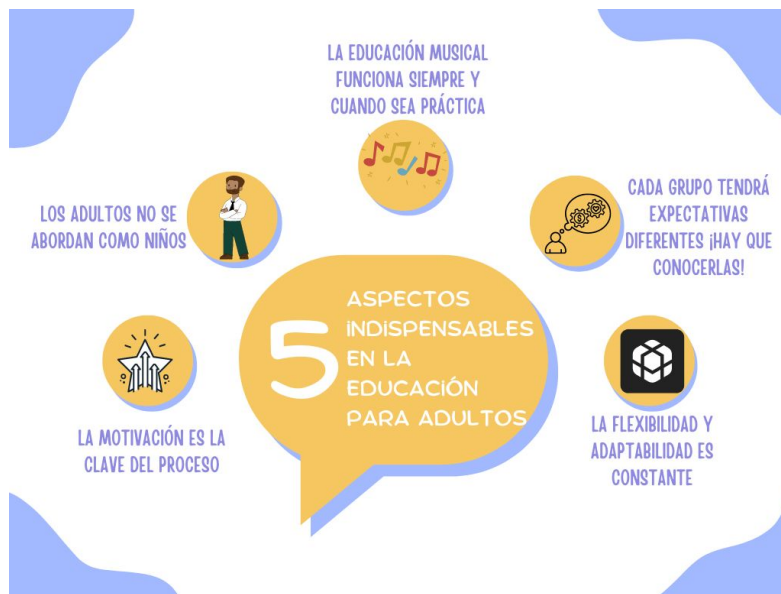 LA EDUCACIÓN MUSICAL
FUNCIONA SIEMPRE Y
CUANDO SEA PRÁCTICA
LOS ADULTOS NO SE
ABORDAN COMO NIÑOS
CADA GRUPO TENDRÁ
EXPECTATIVAS
DIFERENTES ¡HAY QUE
CONOCERLAS!
5
ASPECTOS
INDISPENSABLES
EN LA
EDUCACIÓN
PARA ADULTOS
LA MOTIVACIÓN ES LA
CLAVE DEL PROCESO
LA FLEXIBILIDAD Y
ADAPTABILIDAD ES
CONSTANTE